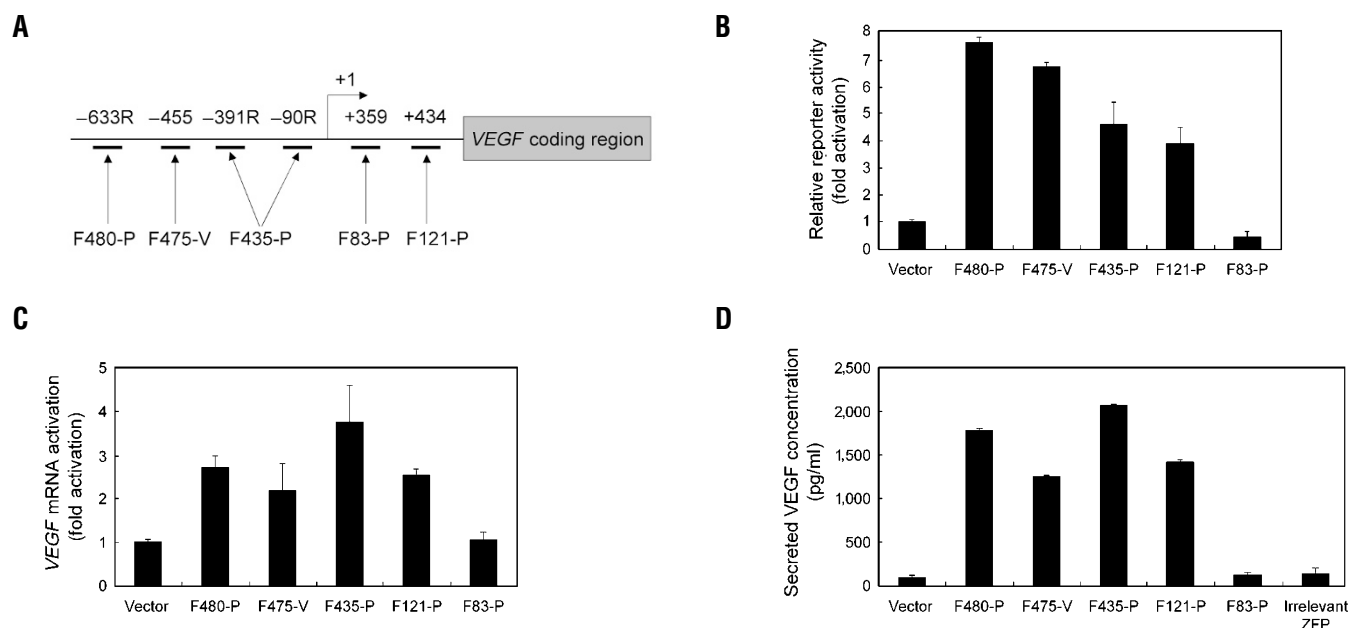 A
+1
–633R –455 –391R –90R +359 +434
VEGF coding region
F480-P F475-V F435-P F83-P F121-P
B
Relative reporter activity
(fold activation)
8
7
6
5
4
3
2
1
0
Vector F480-P F475-V F435-P F121-P F83-P
C
VEGF mRNA activation
(fold activation)
5
4
3
2
1
0
Vector F480-P F475-V F435-P F121-P F83-P
D
Secreted VEGF concentration
(pg/ml)
2,500
2,000
1,500
1,000
500
0
Vector F480-P F475-V F435-P F121-P F83-P Irrelevant
ZFP